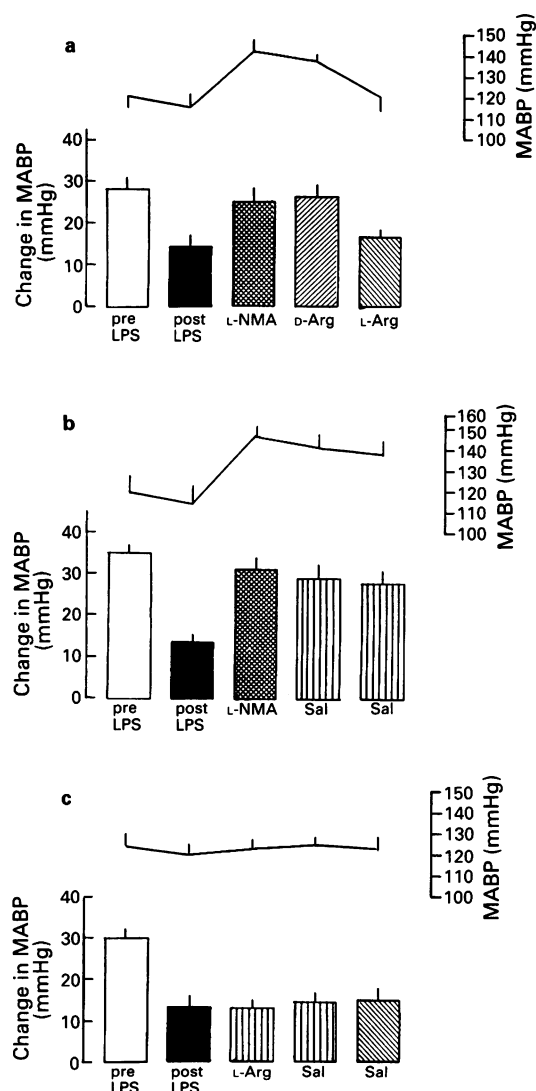 a
150
140
130
120
110
100
MABP (mmHg)
Change in MABP
(mmHg)
40
30
20
10
0
pre
LPS
post
LPS
L-NMA
D-Arg
L-Arg
b
160
150
140
130
120
110
100
MABP (mmHg)
Change in MABP
(mmHg)
40
30
20
10
0
pre
LPS
post
LPS
L-NMA
Sal
Sal
c
150
140
130
120
110
100
MABP (mmHg)
Change in MABP
(mmHg)
40
30
20
10
0
pre
LPS
post
LPS
L-Arg
Sal
Sal